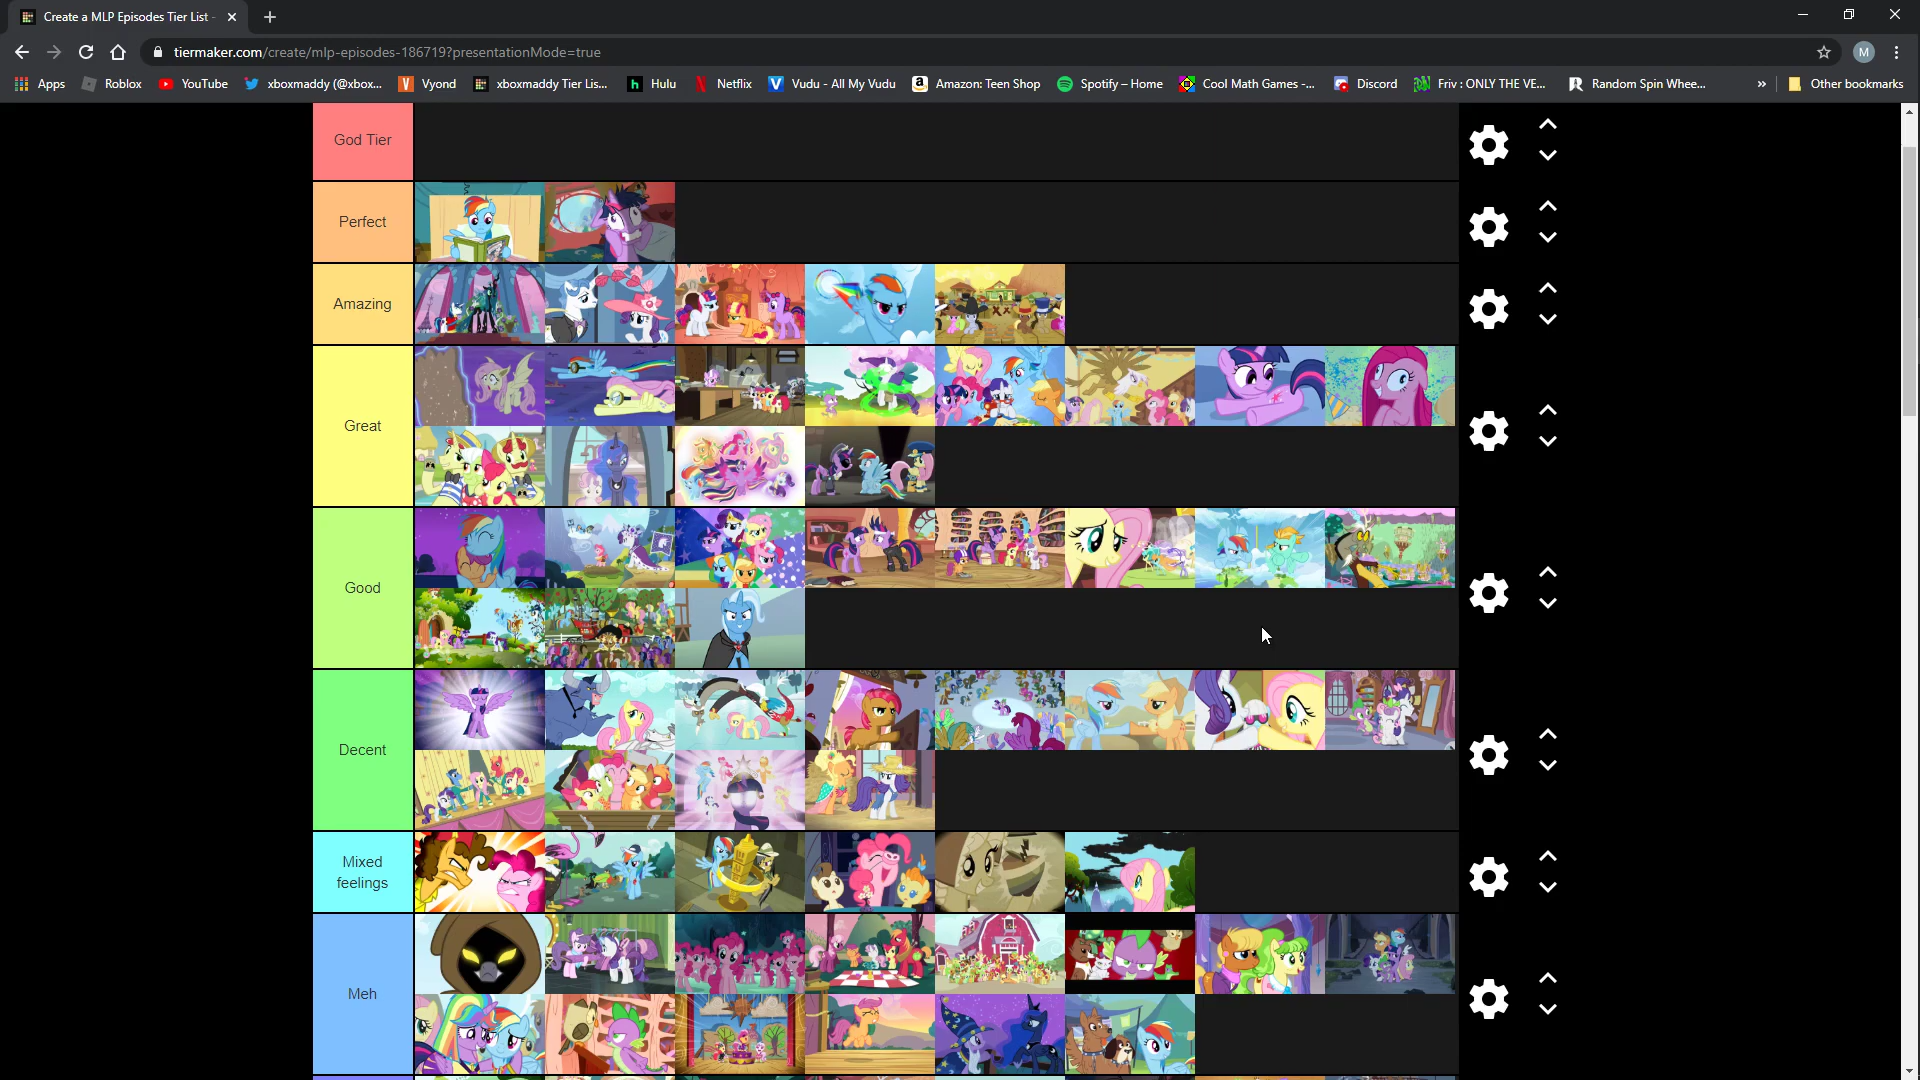 Create a MLP Episodes Tier List -
tiermaker.com/create/mlp-episodes-186719?presentationMode=true
M
Apps
Roblox
YouTube
xboxmaddy (@xbox...
V
Vyond
xboxmaddy Tier Lis...
h
Hulu
N
Netflix
V
Vudu - All My Vudu
a
Amazon: Teen Shop
Spotify – Home
Cool Math Games -...
Discord
Friv : ONLY THE VE...
Random Spin Whee...
»
Other bookmarks
God Tier
Perfect
Amazing
Great
Good
Decent
Mixed
feelings
Meh